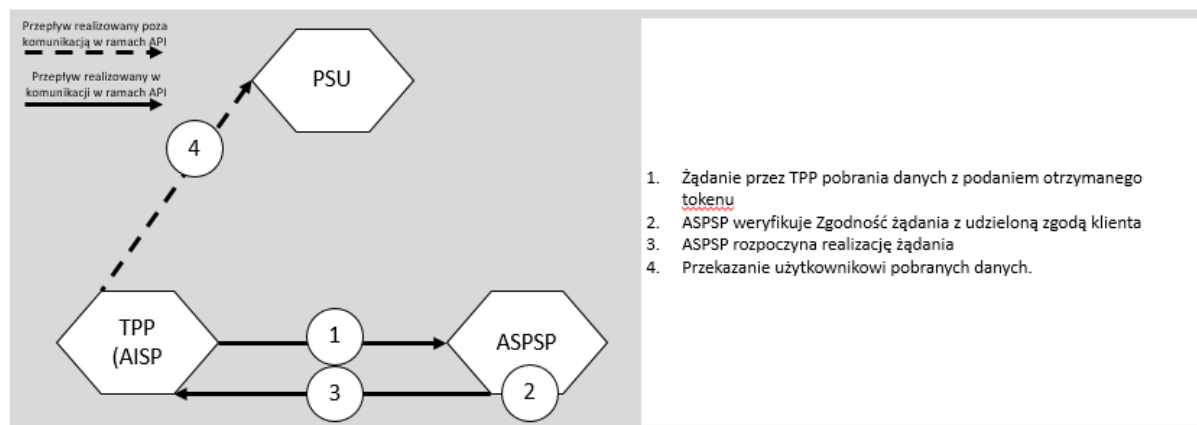 Przepływ realizowany poza
komunikacją w ramach API
Przepływ realizowany w
komunikacji w ramach API
PSU
4
TPP
(AISP
1
3
ASPSP
2
1. Żądanie przez TPP pobrania danych z podaniem otrzymanego
tokenu
2. ASPSP weryfikuje Zgodność żądania z udzieloną zgodą klienta
3. ASPSP rozpoczyna realizację żądania
4. Przekazanie użytkownikowi pobranych danych.